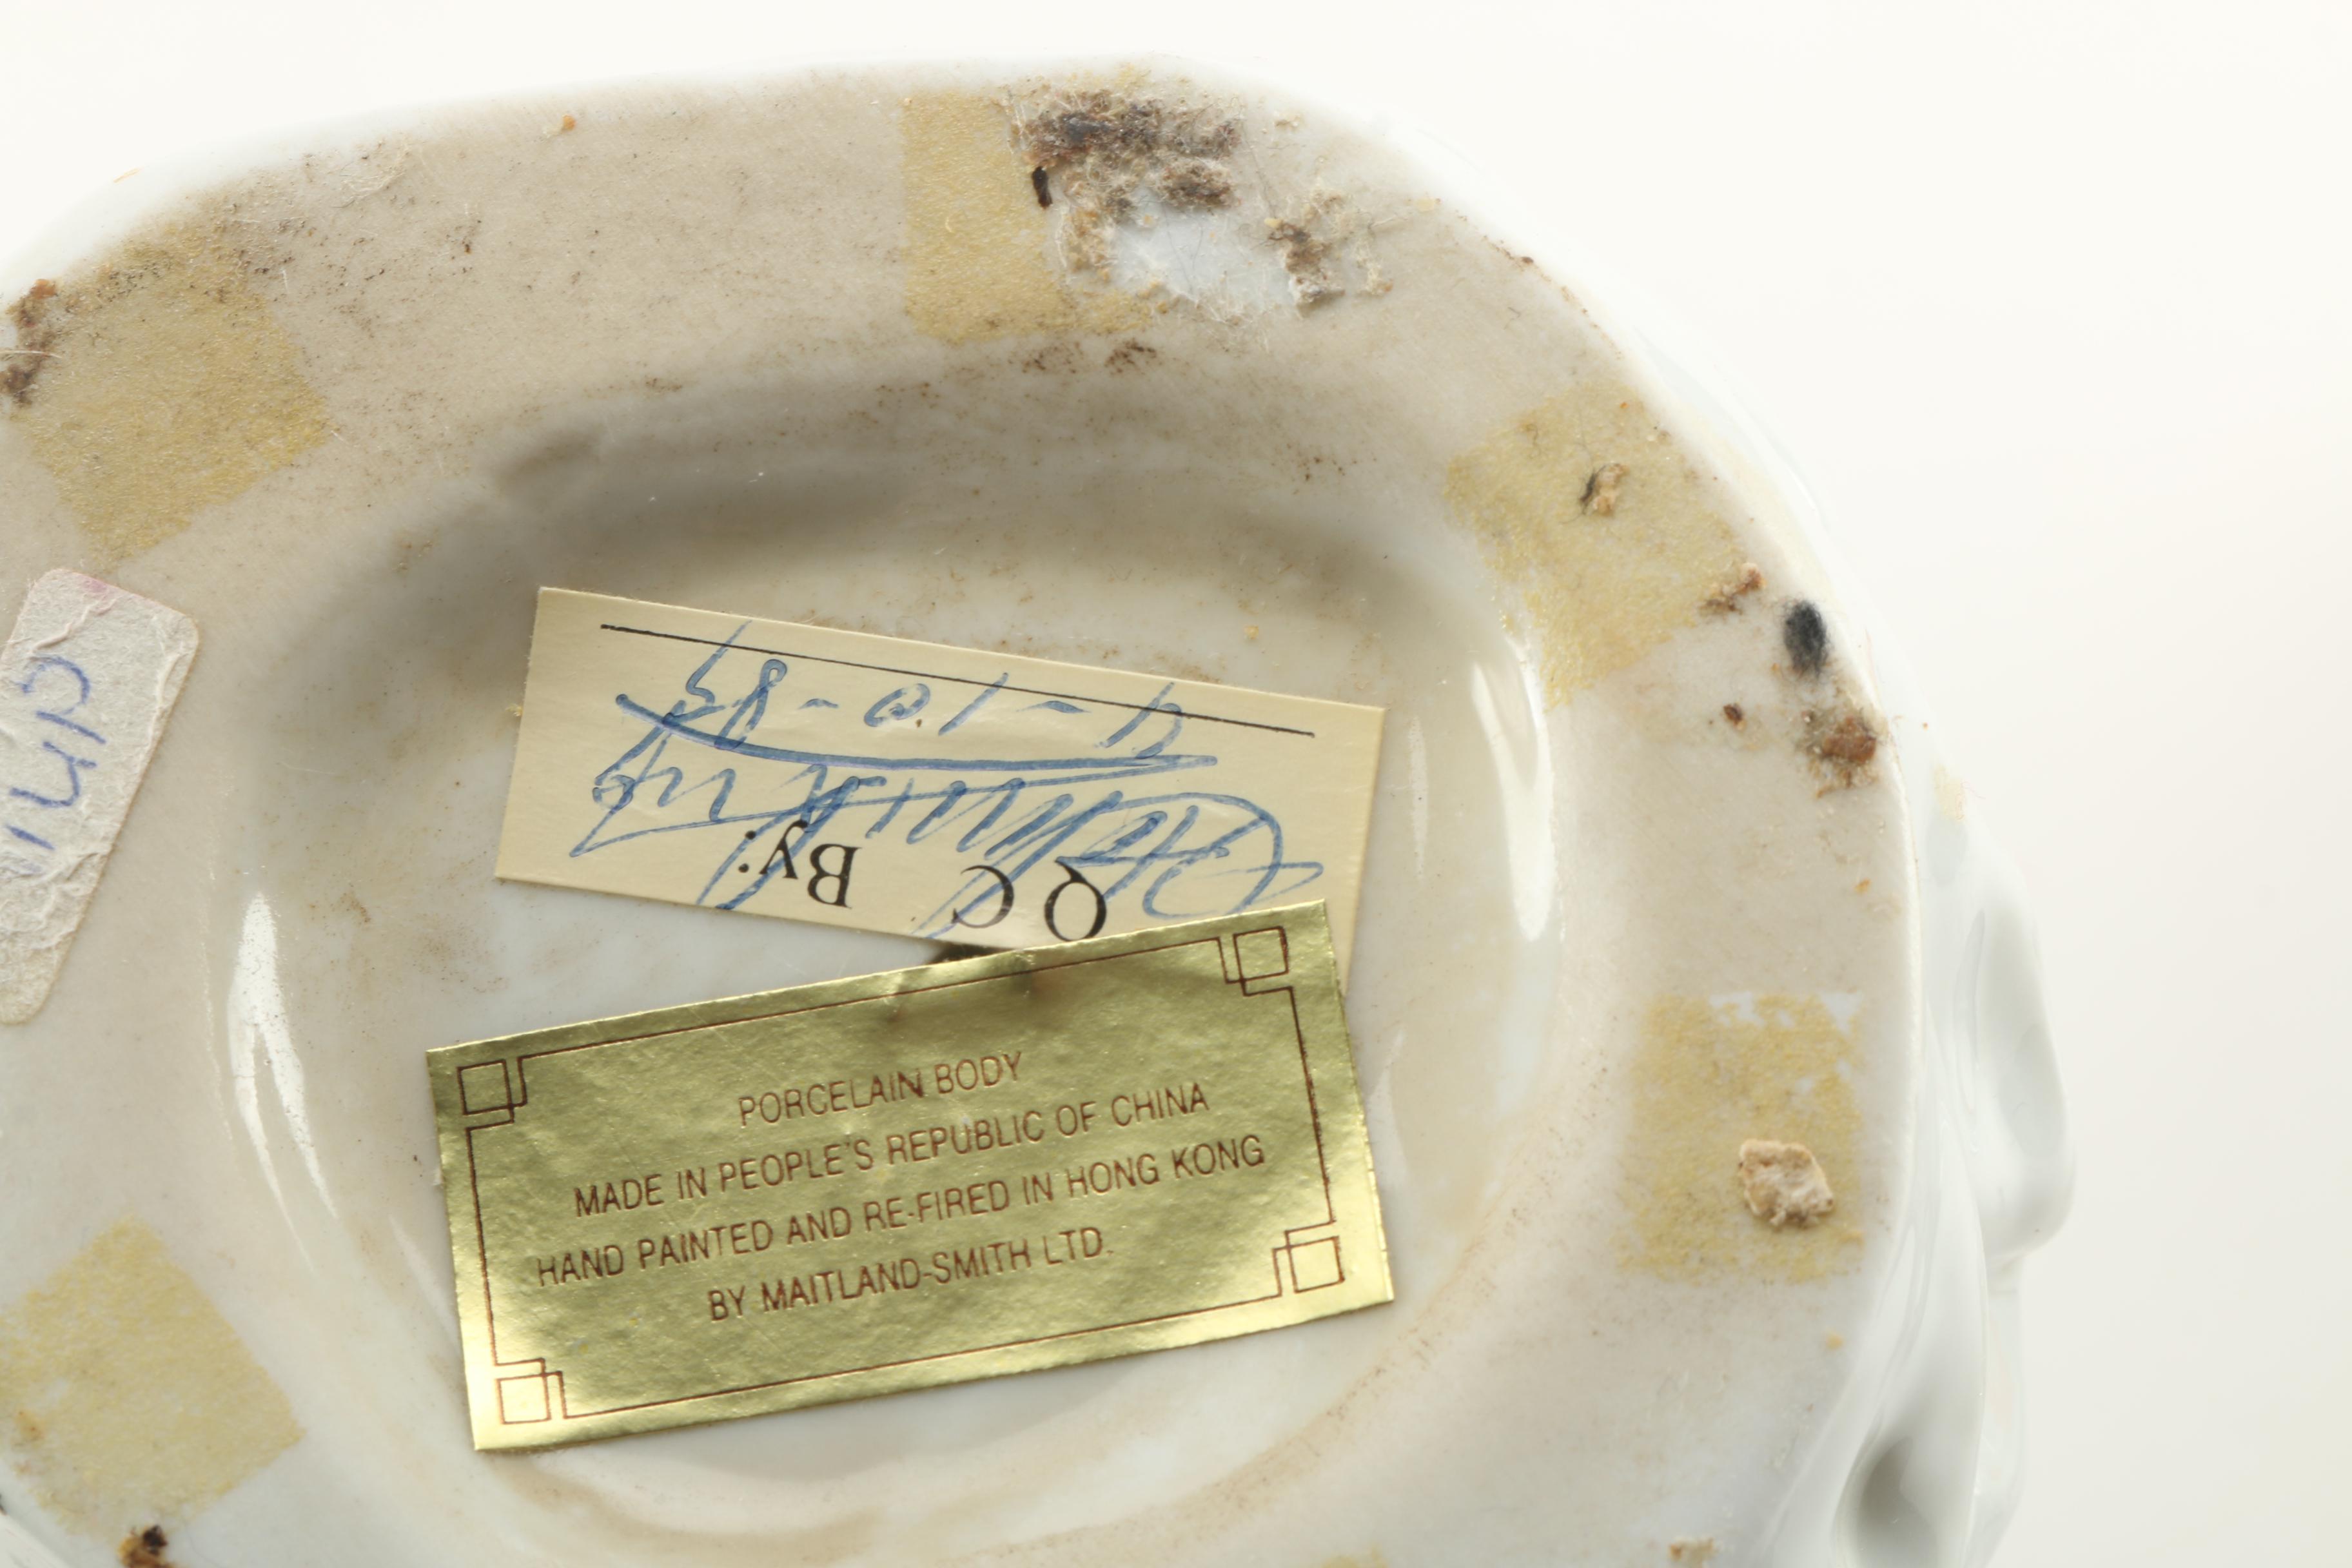 QC By:
PORCELAIN BODY
MADE IN PEOPLE'S REPUBLIC OF CHINA
HAND PAINTED AND RE-FIRED IN HONG KONG
BY MAITLAND-SMITH LTD.